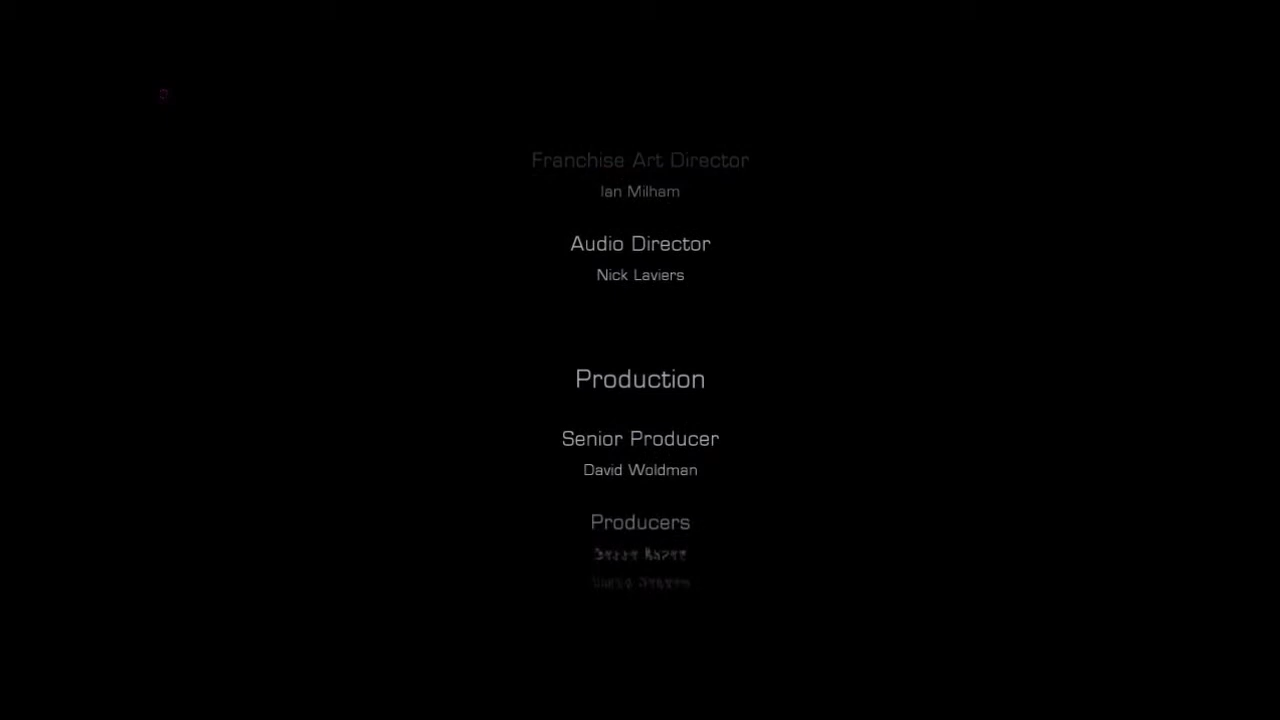 Franchise Art Director
Ian Milham
Audio Director
Nick Laviers
Production
Senior Producer
David Woldman
Producers